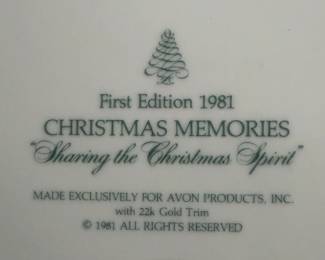 First Edition 1981
CHRISTMAS MEMORIES
"Sharing the Christmas Spirit"
MADE EXCLUSIVELY FOR AVON PRODUCTS, INC.
with 22k Gold Trim
© 1981 ALL RIGHTS RESERVED